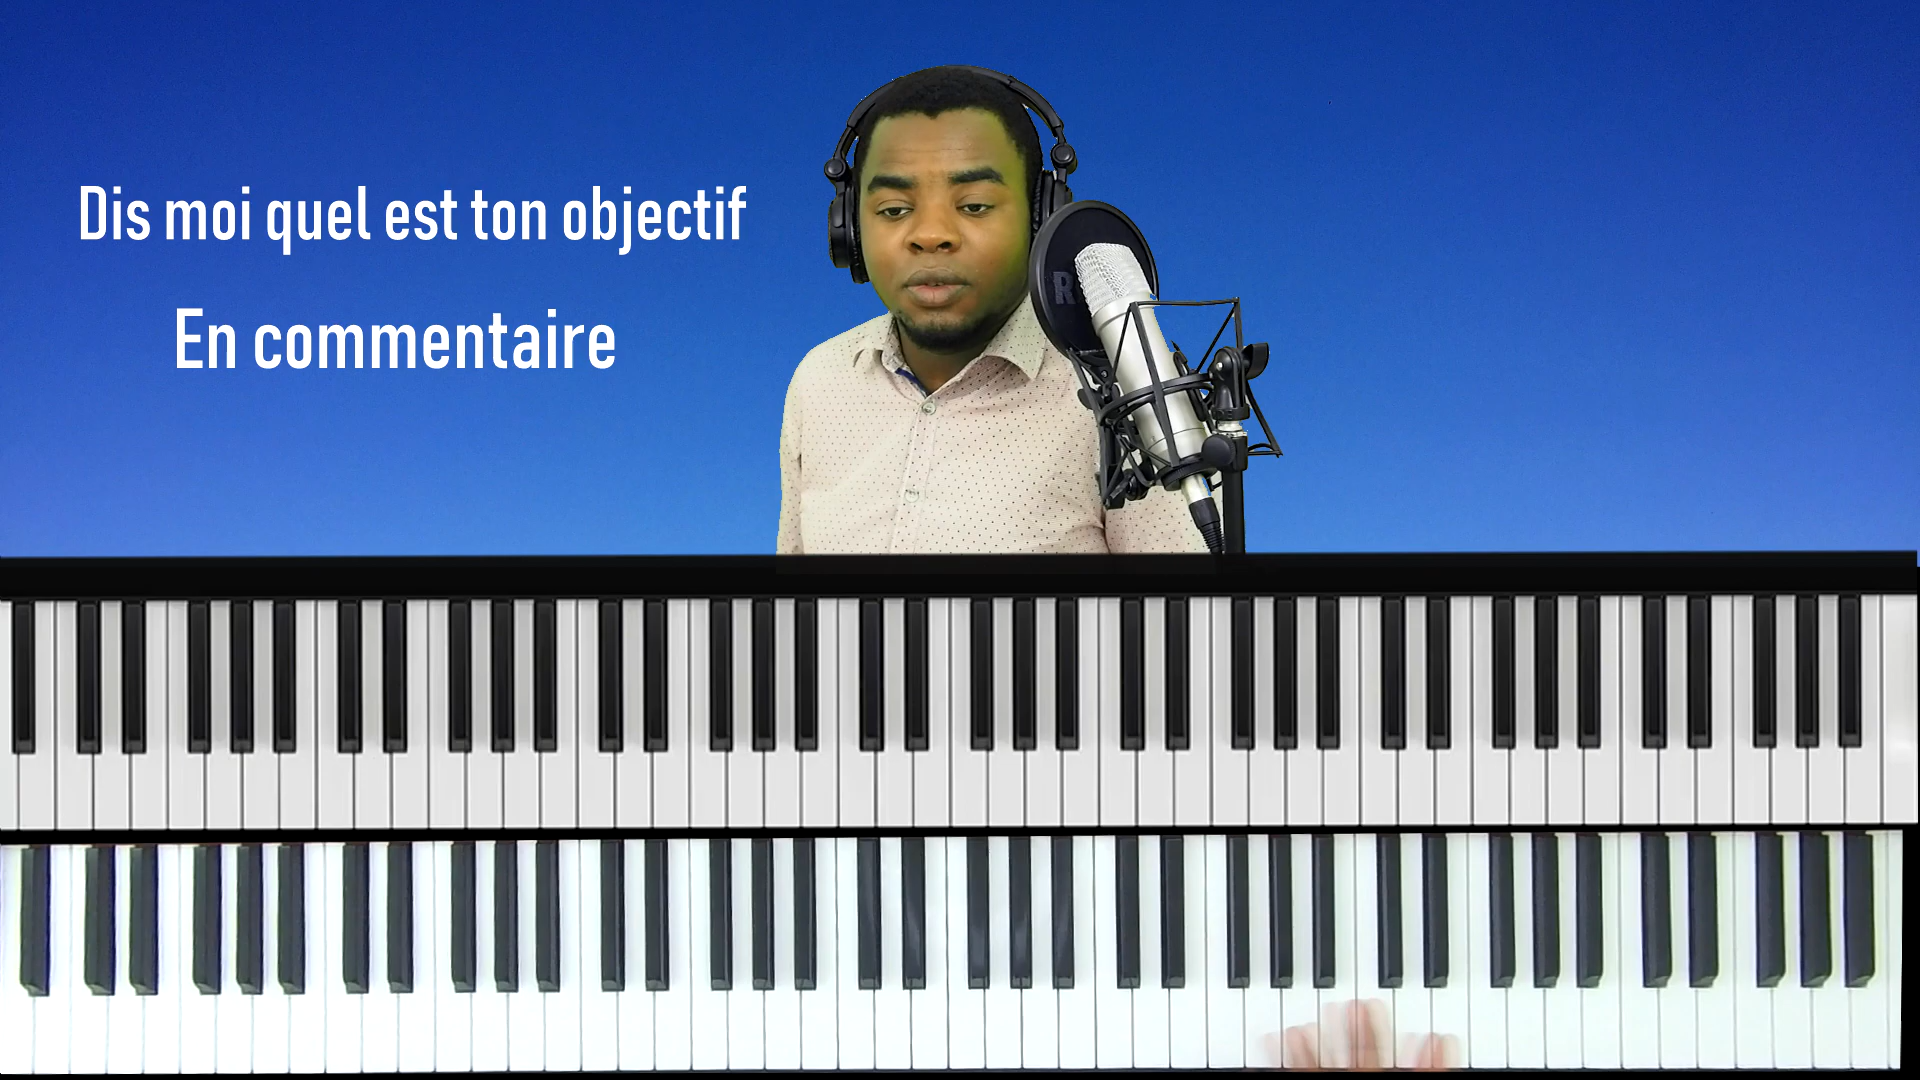 Dis moi quel est ton objectif
En commentaire